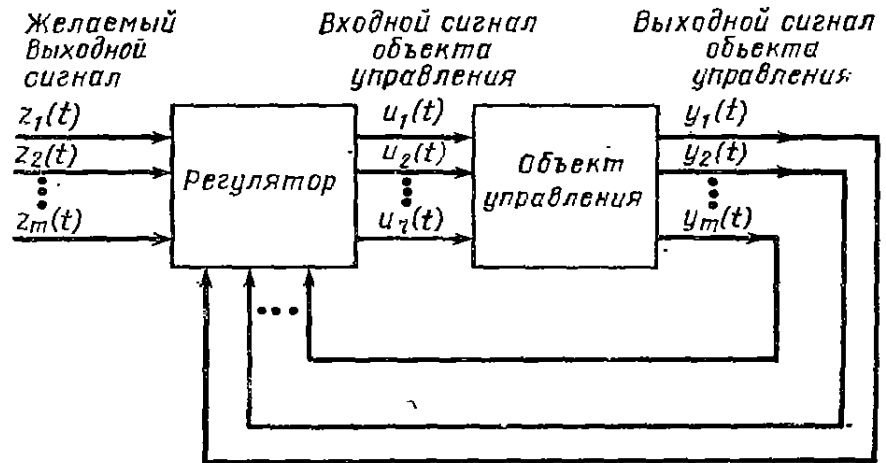 Желаемый
выходной
сигнал
Входной сигнал
объекта
управления
Выходной сигнал
объекта
управления
z₁(t)
z₂(t)
zₘ(t)
Регулятор
u₁(t)
u₂(t)
uᵣ(t)
Объект
управления
y₁(t)
y₂(t)
yₘ(t)